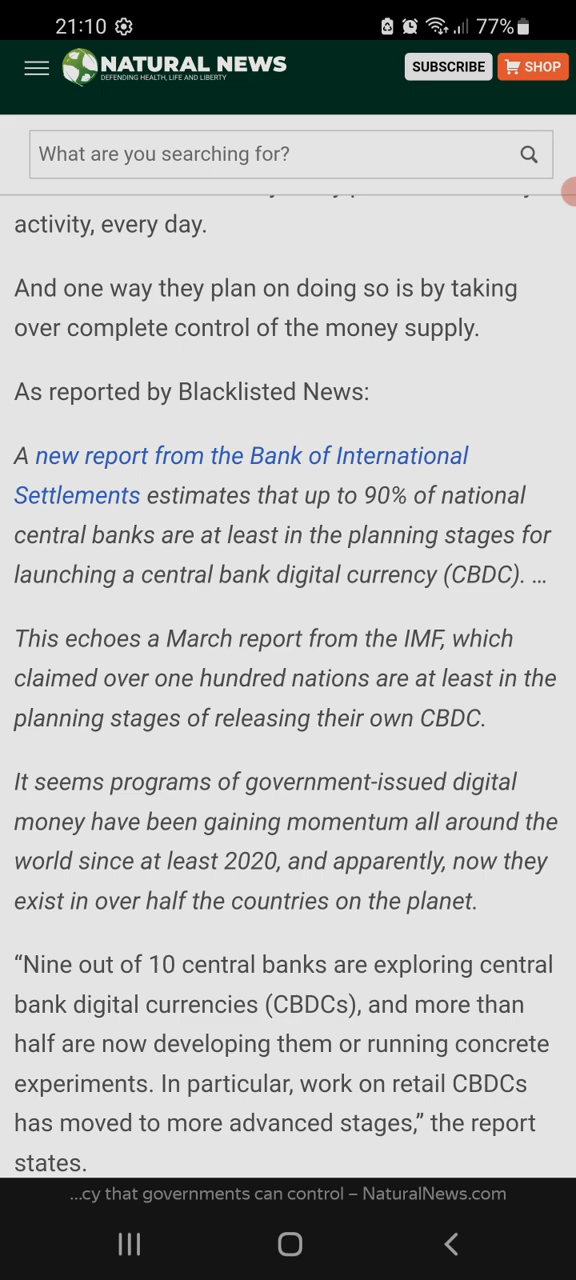 21:10
77%
NATURAL NEWS
DEFENDING HEALTH, LIFE AND LIBERTY
SUBSCRIBE
SHOP
What are you searching for?
activity, every day.
And one way they plan on doing so is by taking
over complete control of the money supply.
As reported by Blacklisted News:
A new report from the Bank of International
Settlements estimates that up to 90% of national
central banks are at least in the planning stages for
launching a central bank digital currency (CBDC). ...
This echoes a March report from the IMF, which
claimed over one hundred nations are at least in the
planning stages of releasing their own CBDC.
It seems programs of government-issued digital
money have been gaining momentum all around the
world since at least 2020, and apparently, now they
exist in over half the countries on the planet.
“Nine out of 10 central banks are exploring central
bank digital currencies (CBDCs), and more than
half are now developing them or running concrete
experiments. In particular, work on retail CBDCs
has moved to more advanced stages,” the report
states.
...cy that governments can control – NaturalNews.com